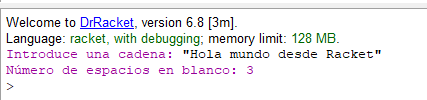 Welcome to DrRacket, version 6.8 [3m].
Language: racket, with debugging; memory limit: 128 MB.
Introduce una cadena: "Hola mundo desde Racket"
Número de espacios en blanco: 3
>